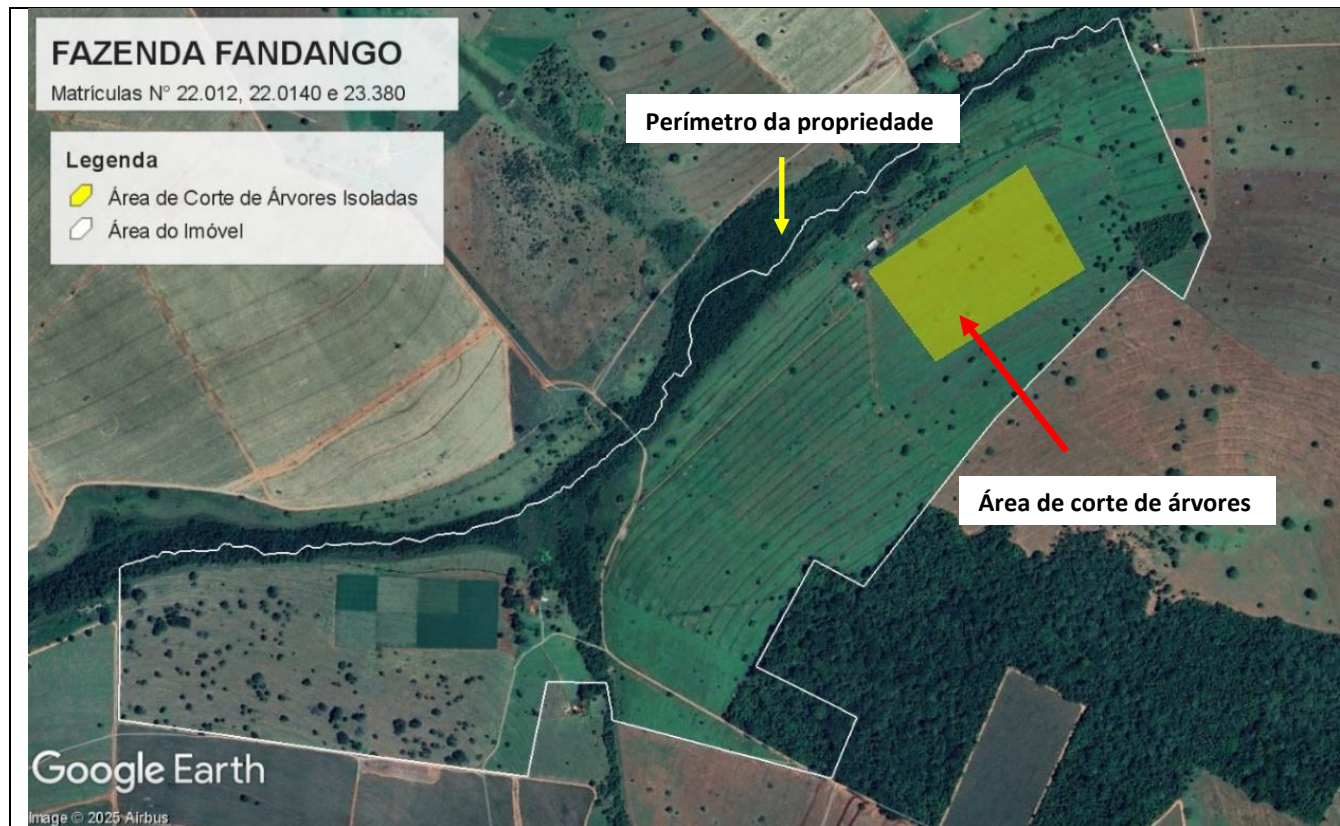 FAZENDA FANDANGO
Matrículas N° 22.012, 22.0140 e 23.380
Legenda
Área de Corte de Árvores Isoladas
Área do Imóvel
Perímetro da propriedade
Área de corte de árvores
Google Earth
Image © 2025 Airbus